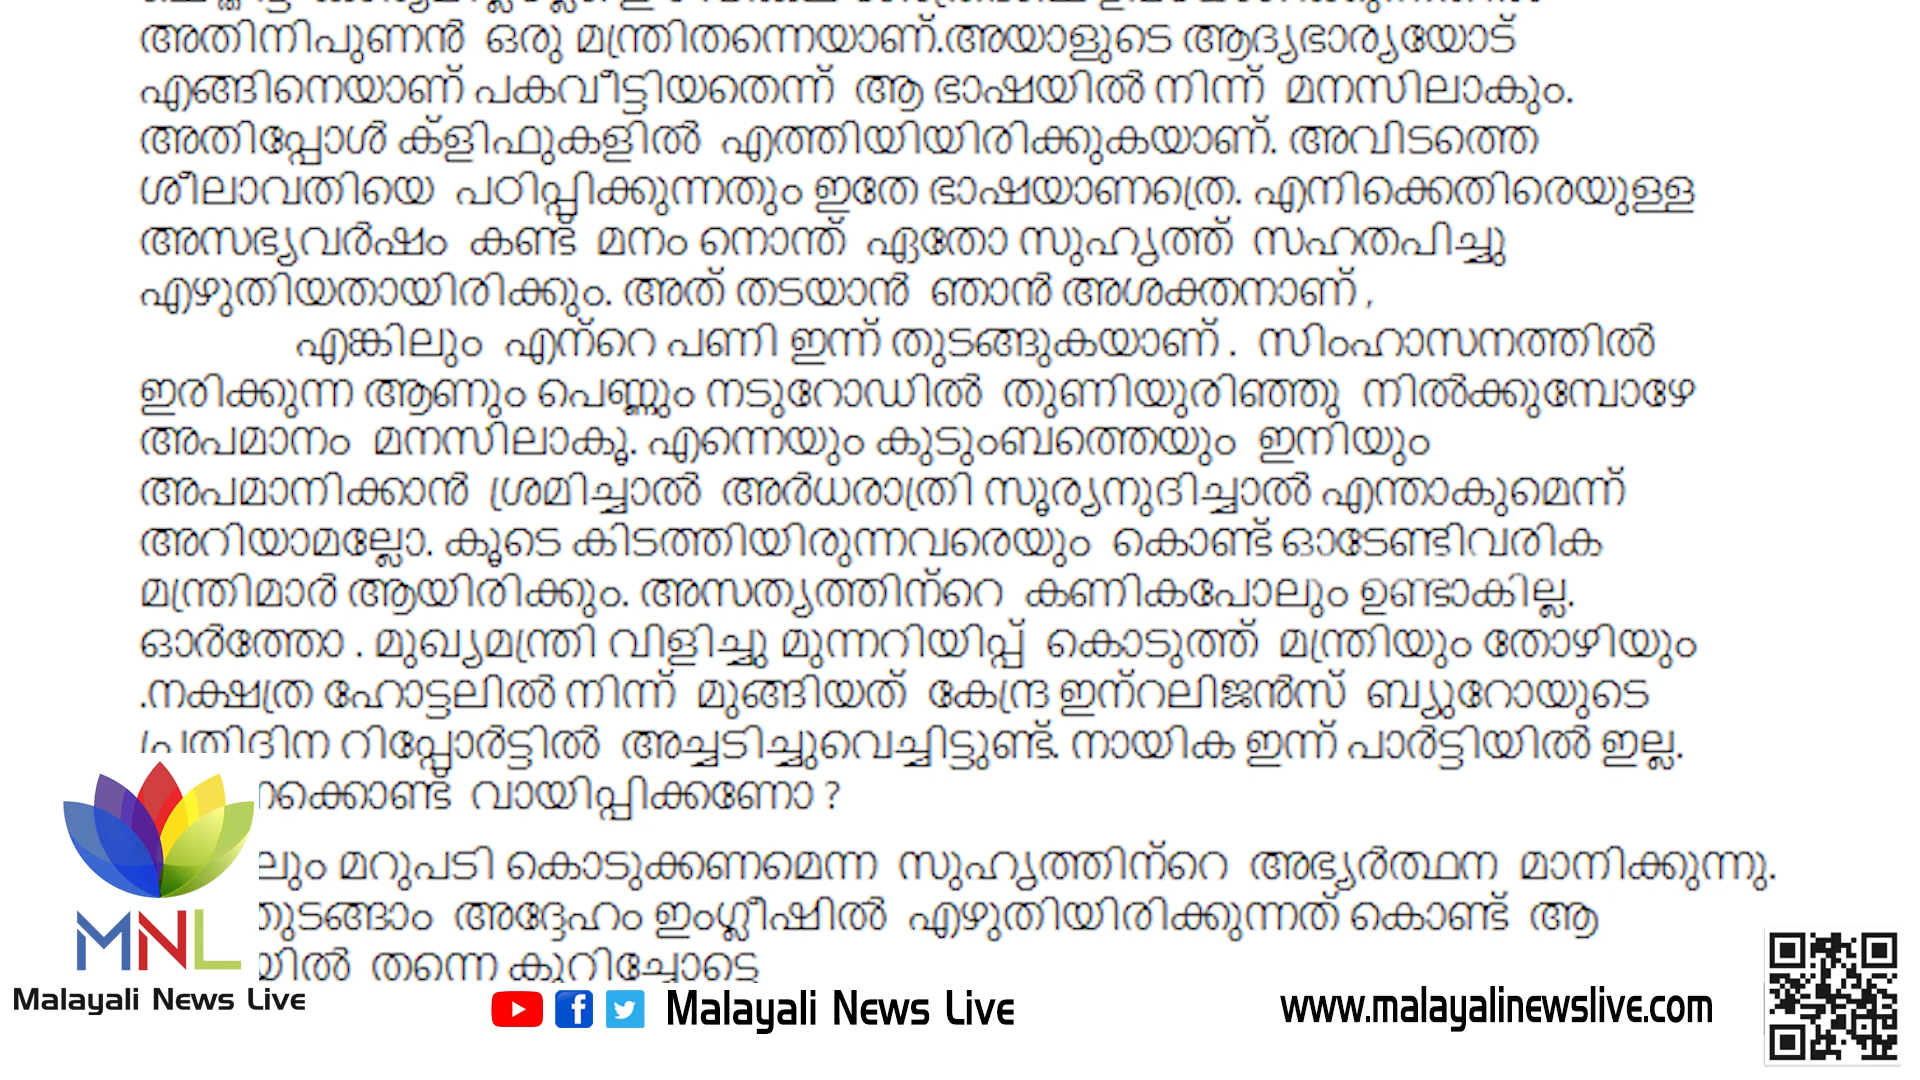 അതിനിപുണൻ ഒരു മന്ത്രിതന്നെയാണ്.അയാളുടെ ആദ്യഭാര്യയോട്
എങ്ങിനെയാണ് പകവീട്ടിയതെന്ന് ആ ഭാഷയിൽ നിന്ന് മനസിലാകും.
അതിപ്പോൾ ക്ളിഫുകളിൽ എത്തിയിയിരിക്കുകയാണ്. അവിടത്തെ
ശീലാവതിയെ പഠിപ്പിക്കുന്നതും ഇതേ ഭാഷയാണത്രെ. എനിക്കെതിരെയുള്ള
അസഭ്യവർഷം കണ്ട് മനം നൊന്ത് ഏതോ സുഹൃത്ത് സഹതപിച്ചു
എഴുതിയതായിരിക്കും. അത് തടയാൻ ഞാൻ അശക്തനാണ് ,
എങ്കിലും എന്റെ പണി ഇന്ന് തുടങ്ങുകയാണ് . സിംഹാസനത്തിൽ
ഇരിക്കുന്ന ആണും പെണ്ണും നടുറോഡിൽ തുണിയുരിഞ്ഞു നിൽക്കുമ്പോഴേ
അപമാനം മനസിലാകൂ. എന്നെയും കുടുംബത്തെയും ഇനിയും
അപമാനിക്കാൻ ശ്രമിച്ചാൽ അർധരാത്രി സൂര്യനുദിച്ചാൽ എന്താകുമെന്ന്
അറിയാമല്ലോ. കൂടെ കിടത്തിയിരുന്നവരെയും കൊണ്ട് ഓടേണ്ടിവരിക
മന്ത്രിമാർ ആയിരിക്കും. അസത്യത്തിന്റെ കണികപോലും ഉണ്ടാകില്ല.
ഓർത്തോ . മുഖ്യമന്ത്രി വിളിച്ചു മുന്നറിയിപ്പ് കൊടുത്ത് മന്ത്രിയും തോഴിയും
.നക്ഷത്ര ഹോട്ടലിൽ നിന്ന് മുങ്ങിയത് കേന്ദ്ര ഇന്റലിജൻസ് ബ്യുറോയുടെ
പ്രതിദിന റിപ്പോർട്ടിൽ അച്ചടിച്ചുവെച്ചിട്ടുണ്ട്. നായിക ഇന്ന് പാർട്ടിയിൽ ഇല്ല.
വായിപ്പിക്കണോ ?
മറുപടി കൊടുക്കണമെന്ന സുഹൃത്തിന്റെ അഭ്യർത്ഥന മാനിക്കുന്നു.
തുടങ്ങാം അദ്ദേഹം ഇംഗ്ലീഷിൽ എഴുതിയിരിക്കുന്നത് കൊണ്ട് ആ
തന്നെ കുറിച്ചോട്ടെ
MNL
Malayali News Live
Malayali News Live
www.malayalinewslive.com